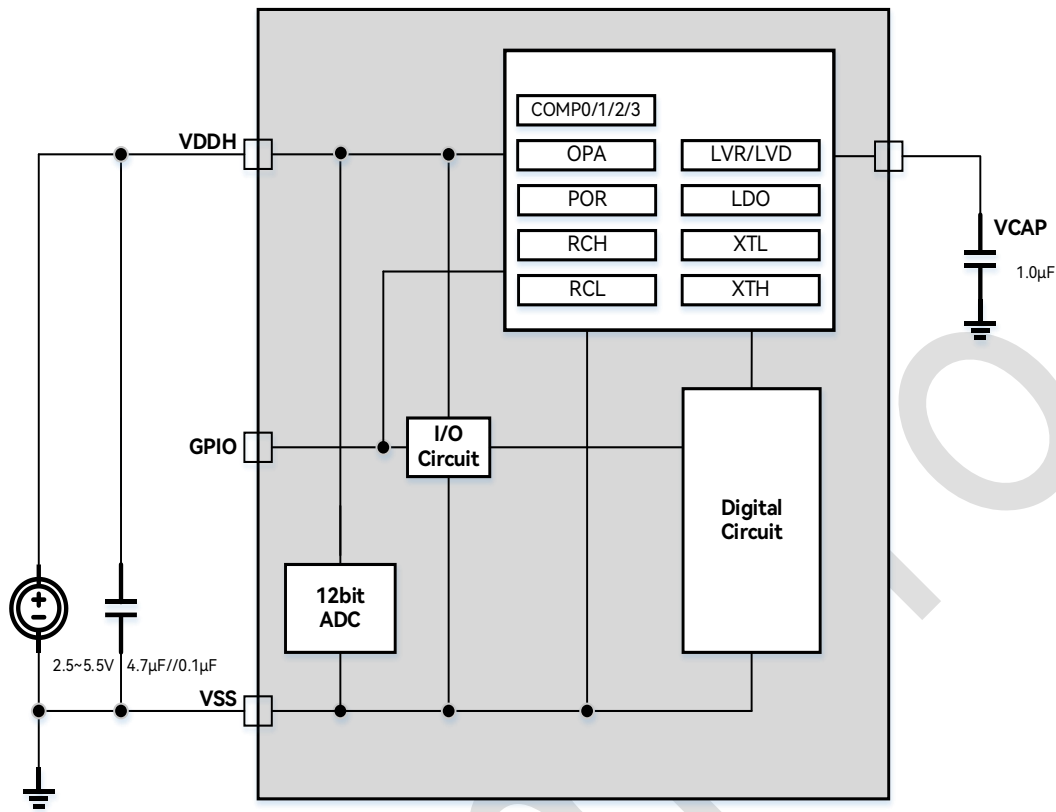 COMP0/1/2/3
VDDH
OPA
LVR/LVD
POR
LDO
RCH
XTL
VCAP
RCL
XTH
1.0µF
GPIO
I/O
Circuit
Digital
Circuit
12bit
ADC
2.5~5.5V
4.7µF//0.1µF
VSS